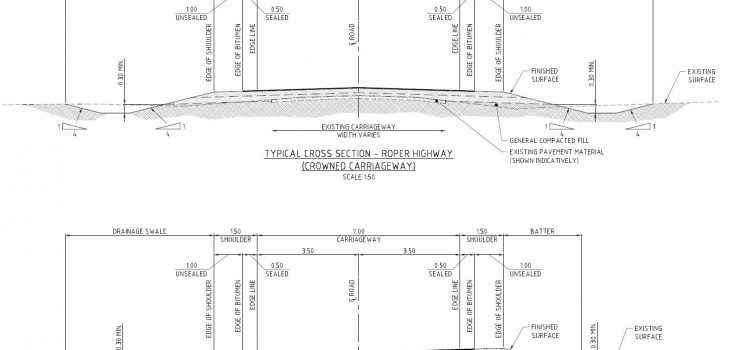 1.00
UNSEALED
0.50
SEALED
0.50
SEALED
1.00
UNSEALED
0.30 MIN.
EDGE OF SHOULDER
EDGE OF BITUMEN
EDGE LINE
℄ ROAD
EDGE LINE
EDGE OF BITUMEN
EDGE OF SHOULDER
FINISHED
SURFACE
0.30 MIN.
EXISTING
SURFACE
1
4
1
4
EXISTING CARRIAGEWAY
WIDTH VARIES
1
4
1
4
GENERAL COMPACTED FILL
EXISTING PAVEMENT MATERIAL
(SHOWN INDICATIVELY)
TYPICAL CROSS SECTION - ROPER HIGHWAY
(CROWNED CARRIAGEWAY)
SCALE 1:50
DRAINAGE SWALE
1.50
SHOULDER
7.00
CARRIAGEWAY
1.50
SHOULDER
BATTER
3.50
3.50
1.00
UNSEALED
0.50
SEALED
0.50
SEALED
1.00
UNSEALED
0.30 MIN.
EDGE OF SHOULDER
EDGE OF BITUMEN
EDGE LINE
℄ ROAD
EDGE LINE
EDGE OF BITUMEN
EDGE OF SHOULDER
FINISHED
SURFACE
0.30 MIN.
EXISTING
SURFACE